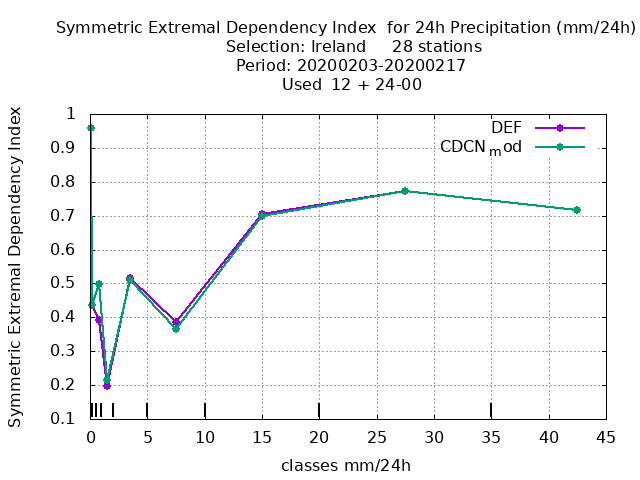 Symmetric Extremal Dependency Index  for 24h Precipitation (mm/24h)
Selection: Ireland     28 stations
Period: 20200203-20200217
Used  12 + 24-00
Symmetric Extremal Dependency Index
1
0.9
0.8
0.7
0.6
0.5
0.4
0.3
0.2
0.1
DEF
CDCNmod
0 5 10 15 20 25 30 35 40 45
classes mm/24h